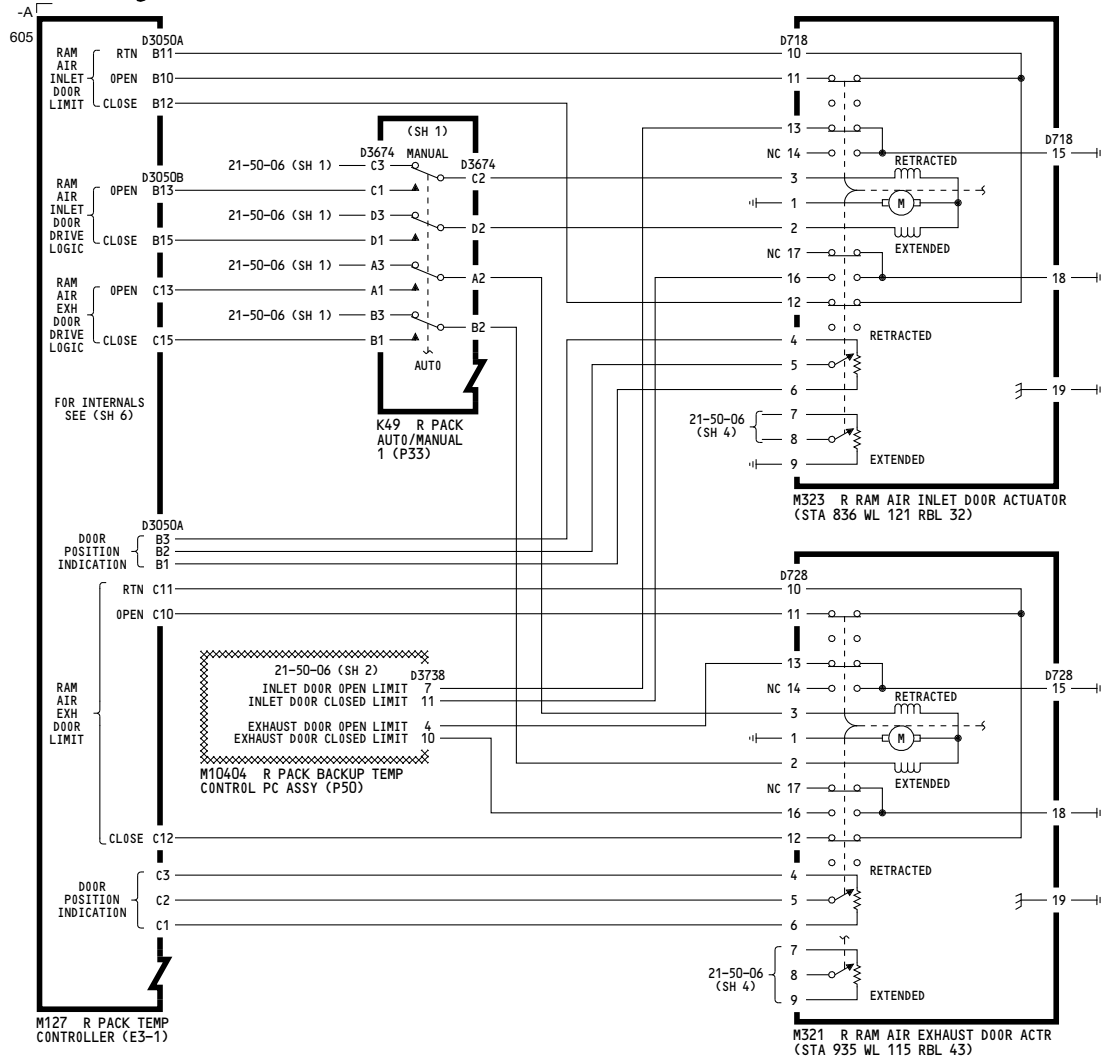 -A
605
D3050A
RAM AIR INLET DOOR LIMIT
RTN B11
OPEN B10
CLOSE B12
D3050B
RAM AIR INLET DOOR DRIVE LOGIC
OPEN B13
CLOSE B15
RAM AIR EXH DOOR DRIVE LOGIC
OPEN C13
CLOSE C15
FOR INTERNALS
SEE (SH 6)
D3050A
DOOR POSITION INDICATION
B3
B2
B1
RAM AIR EXH DOOR LIMIT
RTN C11
OPEN C10
CLOSE C12
DOOR POSITION INDICATION
C3
C2
C1
M127 R PACK TEMP
CONTROLLER (E3-1)
(SH 1)
D3674 MANUAL D3674
21-50-06 (SH 1) C3
C2
C1
21-50-06 (SH 1) D3
D2
D1
21-50-06 (SH 1) A3
A2
A1
21-50-06 (SH 1) B3
B2
B1
AUTO
K49 R PACK
AUTO/MANUAL
1 (P33)
21-50-06 (SH 2) D3738
INLET DOOR OPEN LIMIT 7
INLET DOOR CLOSED LIMIT 11
EXHAUST DOOR OPEN LIMIT 4
EXHAUST DOOR CLOSED LIMIT 10
M10404 R PACK BACKUP TEMP
CONTROL PC ASSY (P50)
D718
10
11
13
D718
NC 14
15
RETRACTED
3
1
M
2
EXTENDED
NC 17
16
18
12
RETRACTED
4
5
6
19
21-50-06
(SH 4)
7
8
9
EXTENDED
M323 R RAM AIR INLET DOOR ACTUATOR
(STA 836 WL 121 RBL 32)
D728
10
11
13
D728
NC 14
15
RETRACTED
3
1
M
2
EXTENDED
NC 17
16
18
12
RETRACTED
4
5
6
19
21-50-06
(SH 4)
7
8
9
EXTENDED
M321 R RAM AIR EXHAUST DOOR ACTR
(STA 935 WL 115 RBL 43)